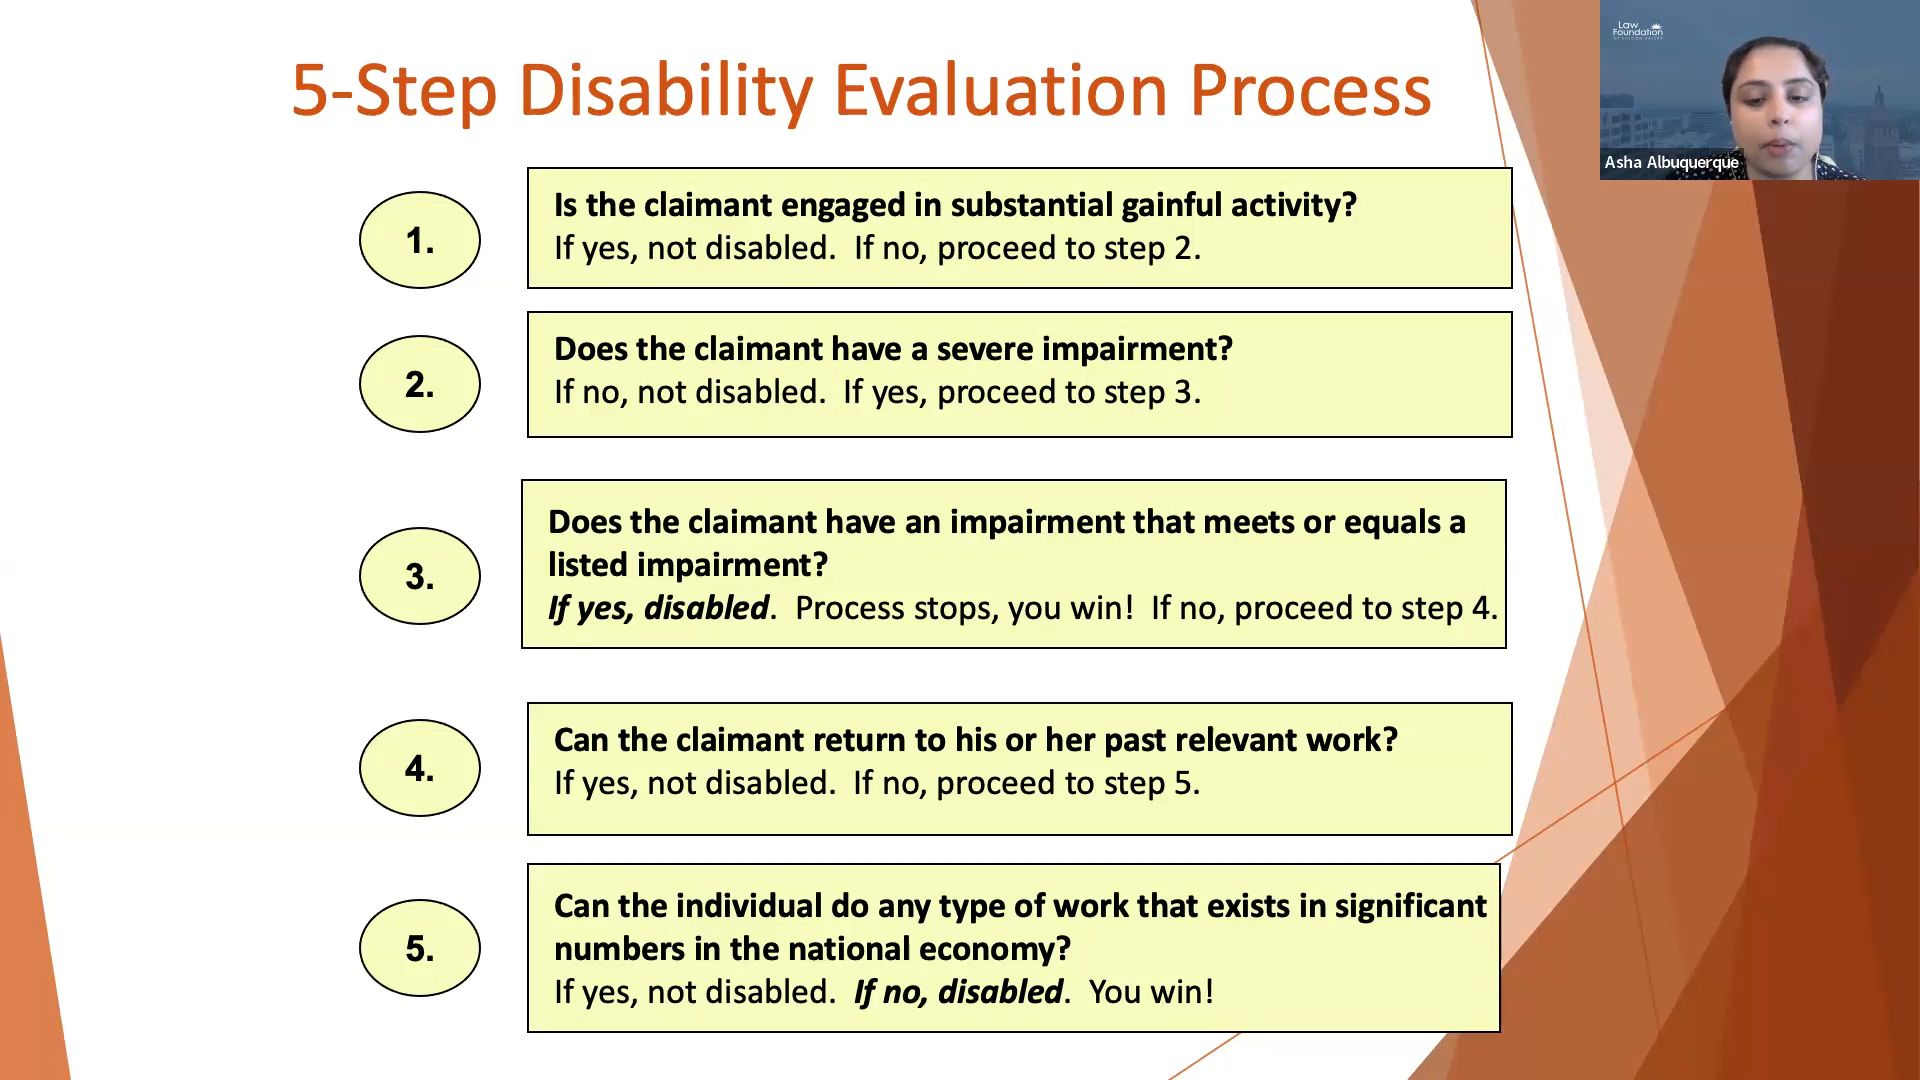 5-Step Disability Evaluation Process
Law
Foundation
OF SILICON VALLEY
Asha Albuquerque
1.
Is the claimant engaged in substantial gainful activity?
If yes, not disabled.  If no, proceed to step 2.
2.
Does the claimant have a severe impairment?
If no, not disabled.  If yes, proceed to step 3.
3.
Does the claimant have an impairment that meets or equals a
listed impairment?
If yes, disabled.  Process stops, you win!  If no, proceed to step 4.
4.
Can the claimant return to his or her past relevant work?
If yes, not disabled.  If no, proceed to step 5.
5.
Can the individual do any type of work that exists in significant
numbers in the national economy?
If yes, not disabled.  If no, disabled.  You win!